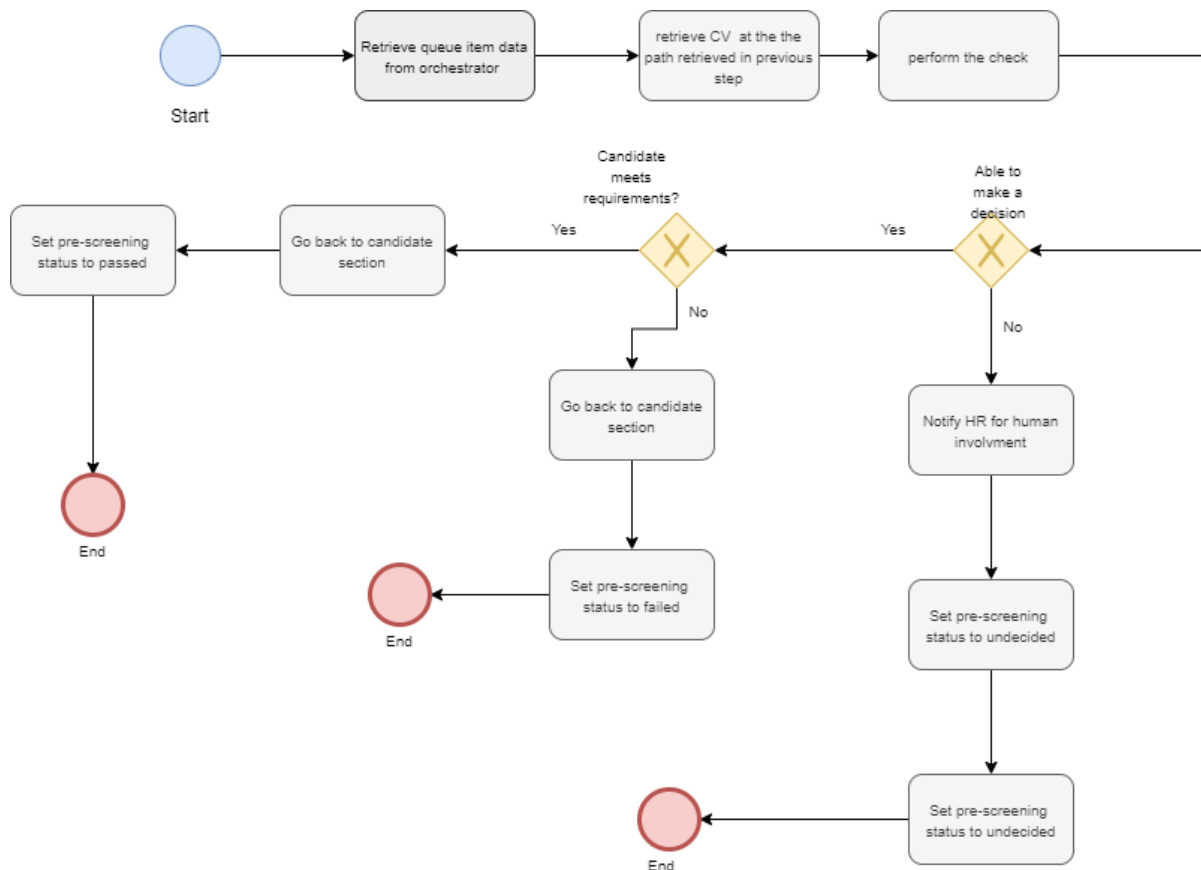 Retrieve queue item data
from orchestrator
retrieve CV  at the the
path retrieved in previous
step
perform the check
Start
Candidate
meets
requirements?
Able to
make a
decision
Set pre-screening
status to passed
Go back to candidate
section
Yes
Yes
No
No
Go back to candidate
section
Notify HR for human
involvment
End
Set pre-screening
status to failed
End
Set pre-screening
status to undecided
Set pre-screening
status to undecided
End